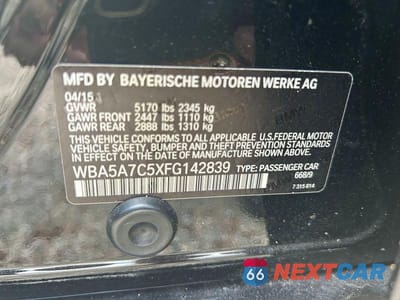 MFD BY BAYERISCHE MOTOREN WERKE AG
04/15
GVWR 5170 lbs 2345 kg
GAWR FRONT 2447 lbs 1110 kg
GAWR REAR 2888 lbs 1310 kg
THIS VEHICLE CONFORMS TO ALL APPLICABLE U.S.FEDERAL MOTOR
VEHICLE SAFETY, BUMPER AND THEFT PREVENTION STANDARDS
IN EFFECT ON THE DATE OF MANUFACTURE SHOWN ABOVE.
WBA5A7C5XFG142839 TYPE: PASSENGER CAR
668/9
7 315 814
66 NEXTCAR